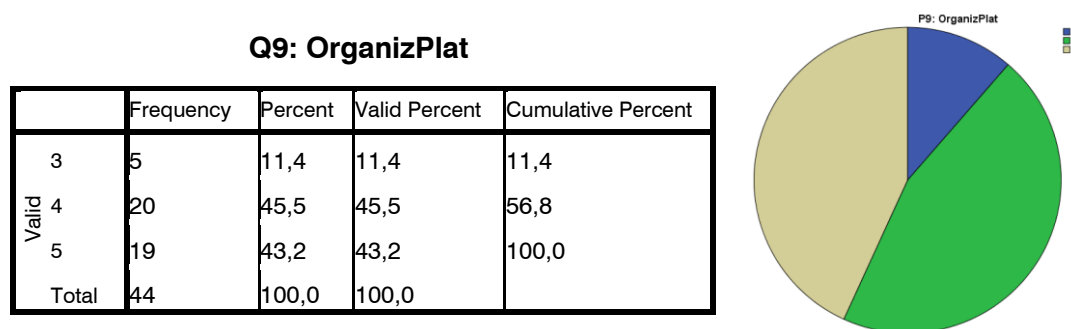 Q9: OrganizPlat
Frequency Percent Valid Percent Cumulative Percent
Valid
3 5 11,4 11,4 11,4
4 20 45,5 45,5 56,8
5 19 43,2 43,2 100,0
Total 44 100,0 100,0
P9: OrganizPlat